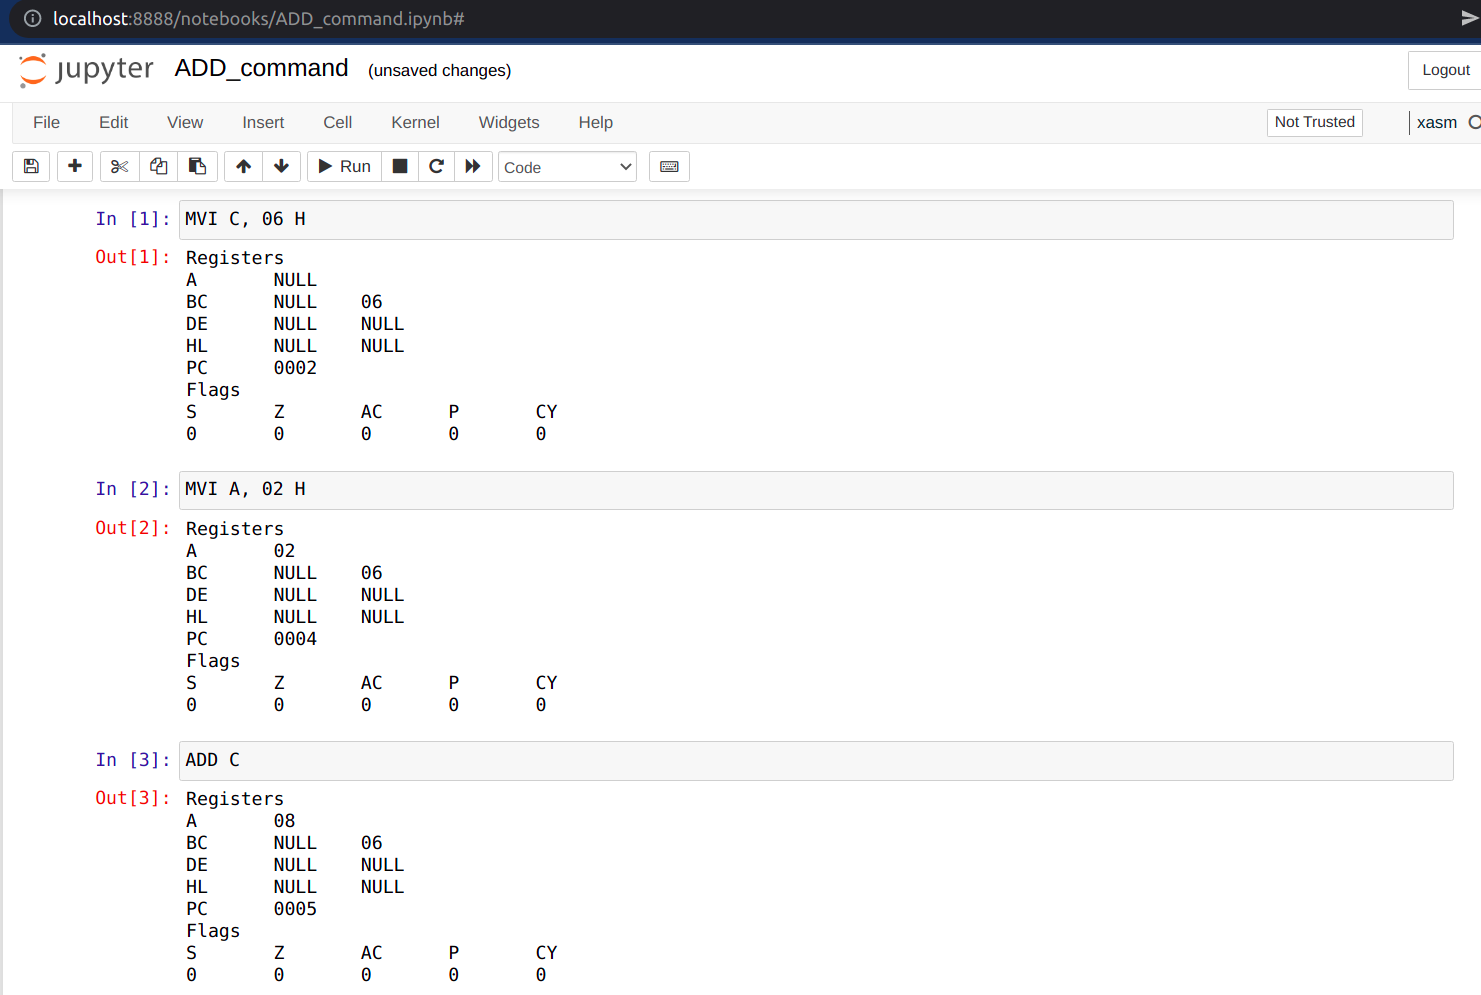 localhost:8888/notebooks/ADD_command.ipynb#
jupyter ADD_command (unsaved changes) Logout
File Edit View Insert Cell Kernel Widgets Help Not Trusted xasm
Run Code
In [1]: MVI C, 06 H
Out[1]: Registers
A NULL
BC NULL 06
DE NULL NULL
HL NULL NULL
PC 0002
Flags
S Z AC P CY
0 0 0 0 0
In [2]: MVI A, 02 H
Out[2]: Registers
A 02
BC NULL 06
DE NULL NULL
HL NULL NULL
PC 0004
Flags
S Z AC P CY
0 0 0 0 0
In [3]: ADD C
Out[3]: Registers
A 08
BC NULL 06
DE NULL NULL
HL NULL NULL
PC 0005
Flags
S Z AC P CY
0 0 0 0 0